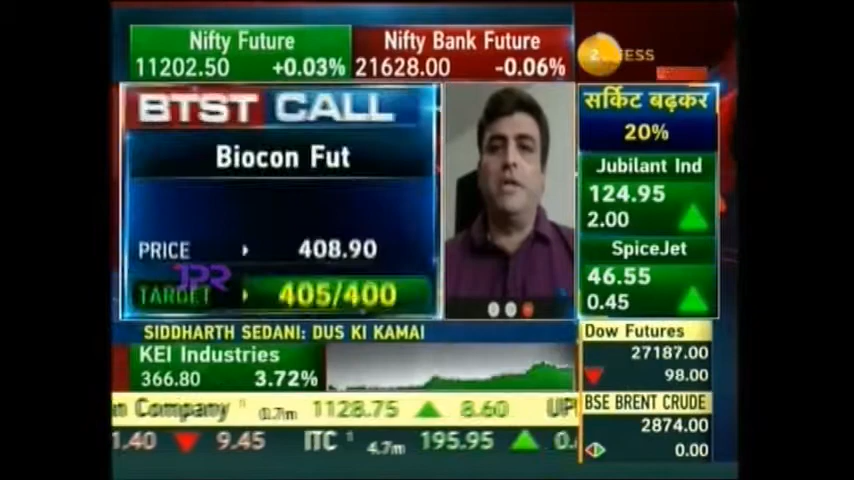 Nifty Future
11202.50 +0.03%
Nifty Bank Future
21628.00 -0.06%
BTST CALL
Biocon Fut
PRICE 408.90
JPR
TARGET 405/400
सर्किट बढ़कर
20%
Jubilant Ind
124.95
2.00
SpiceJet
46.55
0.45
SIDDHARTH SEDANI: DUS KI KAMAI
KEI Industries
366.80 3.72%
Dow Futures
27187.00
98.00
BSE BRENT CRUDE
2874.00
0.00
Company 0.7m 1128.75 8.60
1.40 9.45 ITC 4.7m 195.95